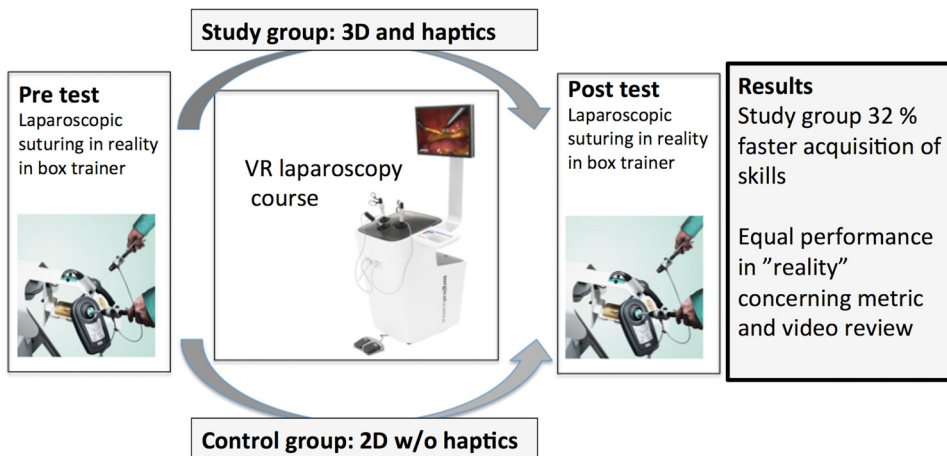 Study group: 3D and haptics
Pre test
Laparoscopic
suturing in reality
in box trainer
VR laparoscopy
course
Post test
Laparoscopic
suturing in reality
in box trainer
Results
Study group 32 %
faster acquisition of
skills
Equal performance
in ”reality”
concerning metric
and video review
Control group: 2D w/o haptics